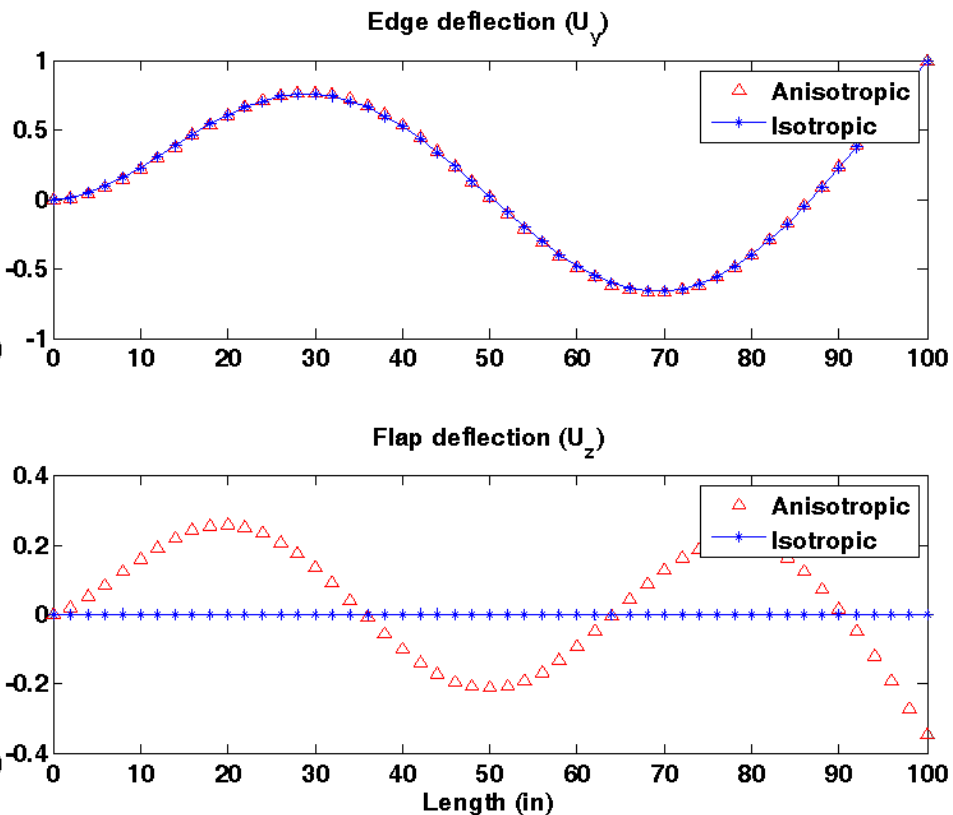 Edge deflection (U_y)
1
0.5
0
-0.5
-1
Anisotropic
Isotropic
0 10 20 30 40 50 60 70 80 90 100
Flap deflection (U_z)
0.4
0.2
0
-0.2
-0.4
Anisotropic
Isotropic
0 10 20 30 40 50 60 70 80 90 100
Length (in)